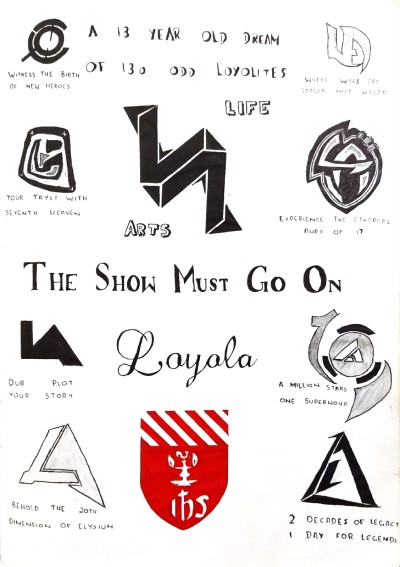 A 13 YEAR OLD DREAM
OF 130 ODD LOYOLITES
WITNESS THE BIRTH
OF NEW HEROES
WHERE WARS ARE
STAGED NOT WAGED
LIFE
ARTS
YOUR TRYST WITH
SEVENTH HEAVEN
EXPERIENCE THE ETHEREAL
AURA OF 17
THE SHOW MUST GO ON
Loyola
OUR PLOT
YOUR STORY
A MILLION STARS
ONE SUPERNOVA
BEHOLD THE 20TH
DIMENSION OF ELYSIUM
ihs
2 DECADES OF LEGACY
1 DAY FOR LEGENDS